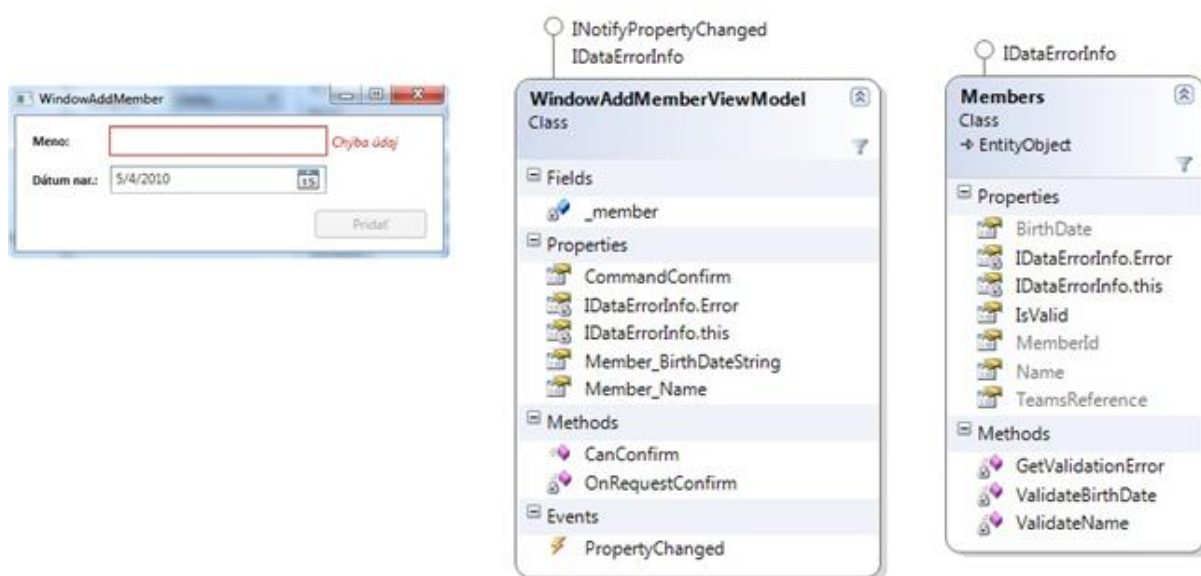 WindowAddMember
Meno:
Chýba údaj
Dátum nar.:
5/4/2010
15
Pridať
INotifyPropertyChanged
IDataErrorInfo
WindowAddMemberViewModel
Class
Fields
_member
Properties
CommandConfirm
IDataErrorInfo.Error
IDataErrorInfo.this
Member_BirthDateString
Member_Name
Methods
CanConfirm
OnRequestConfirm
Events
PropertyChanged
IDataErrorInfo
Members
Class
EntityObject
Properties
BirthDate
IDataErrorInfo.Error
IDataErrorInfo.this
IsValid
MemberId
Name
TeamsReference
Methods
GetValidationError
ValidateBirthDate
ValidateName